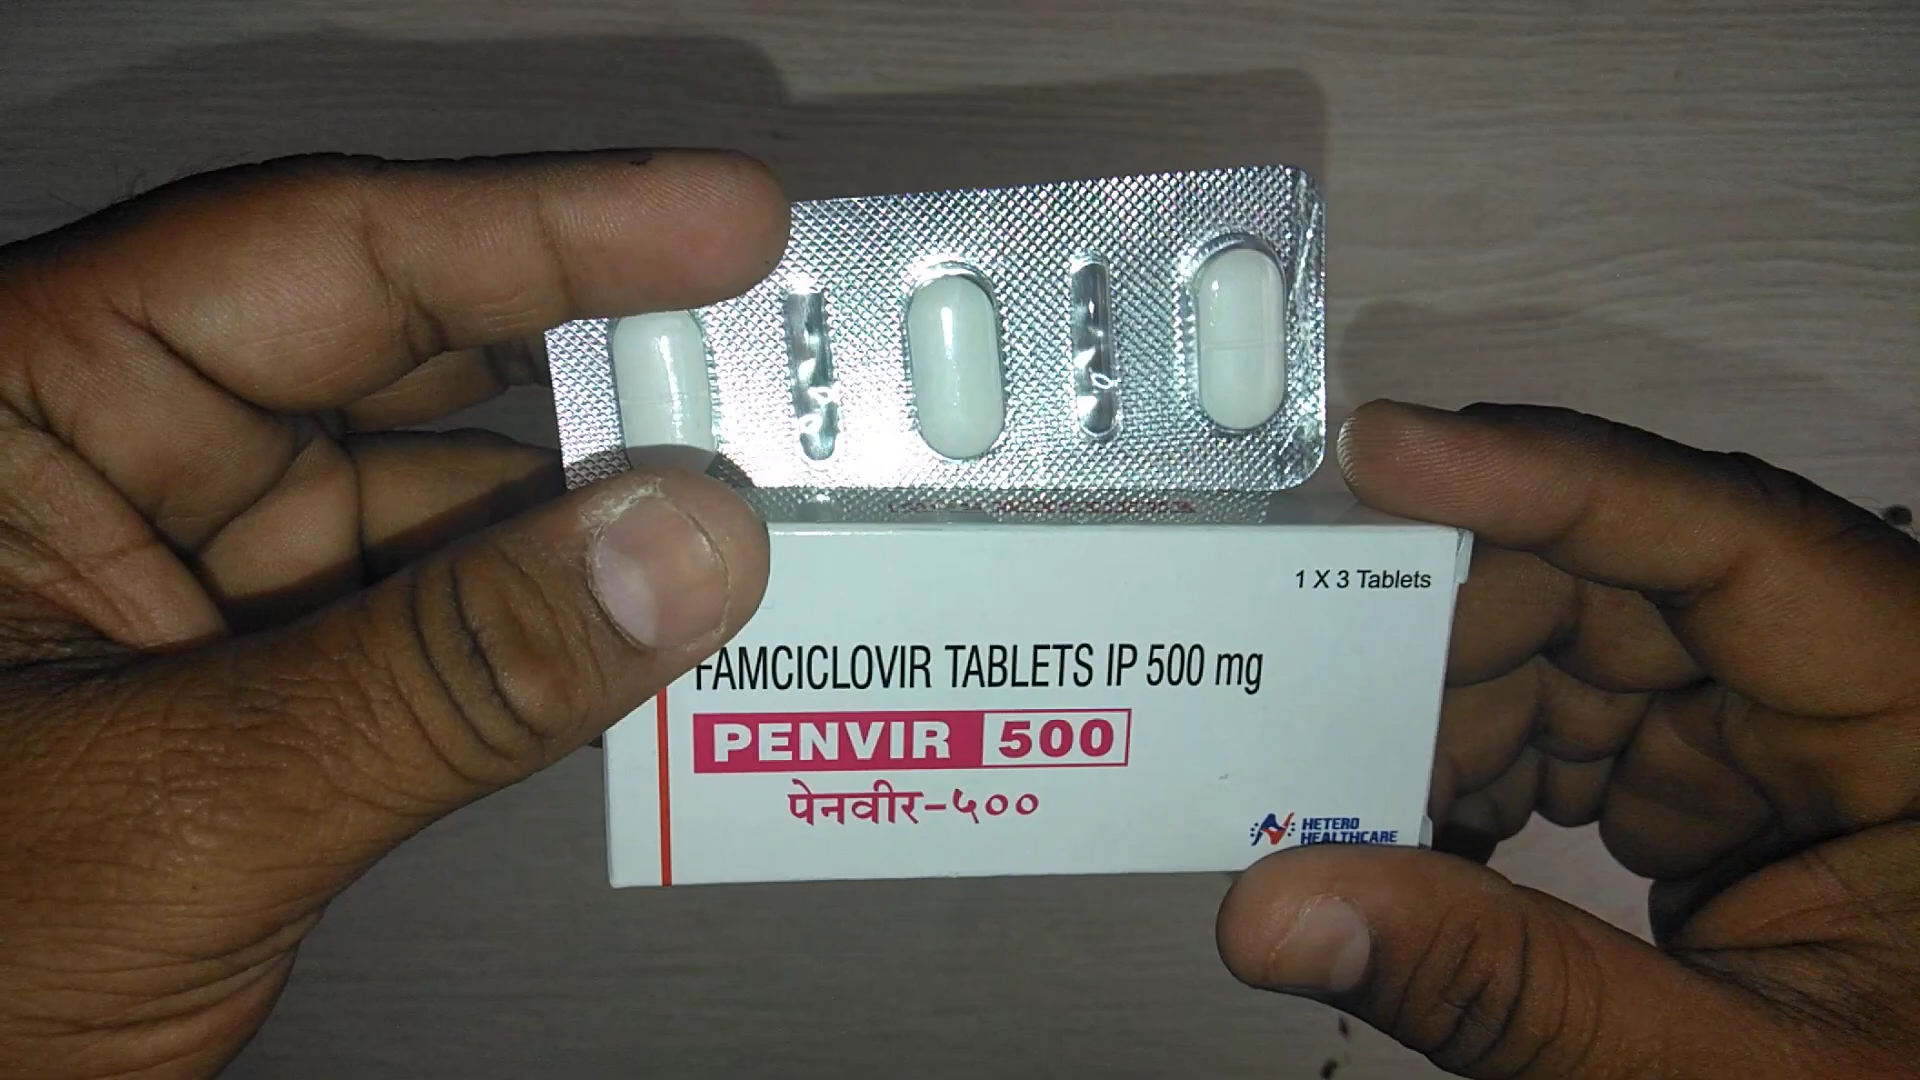 1 X 3 Tablets
FAMCICLOVIR TABLETS IP 500 mg
PENVIR 500
पेनवीर-५००
HETERO
HEALTHCARE